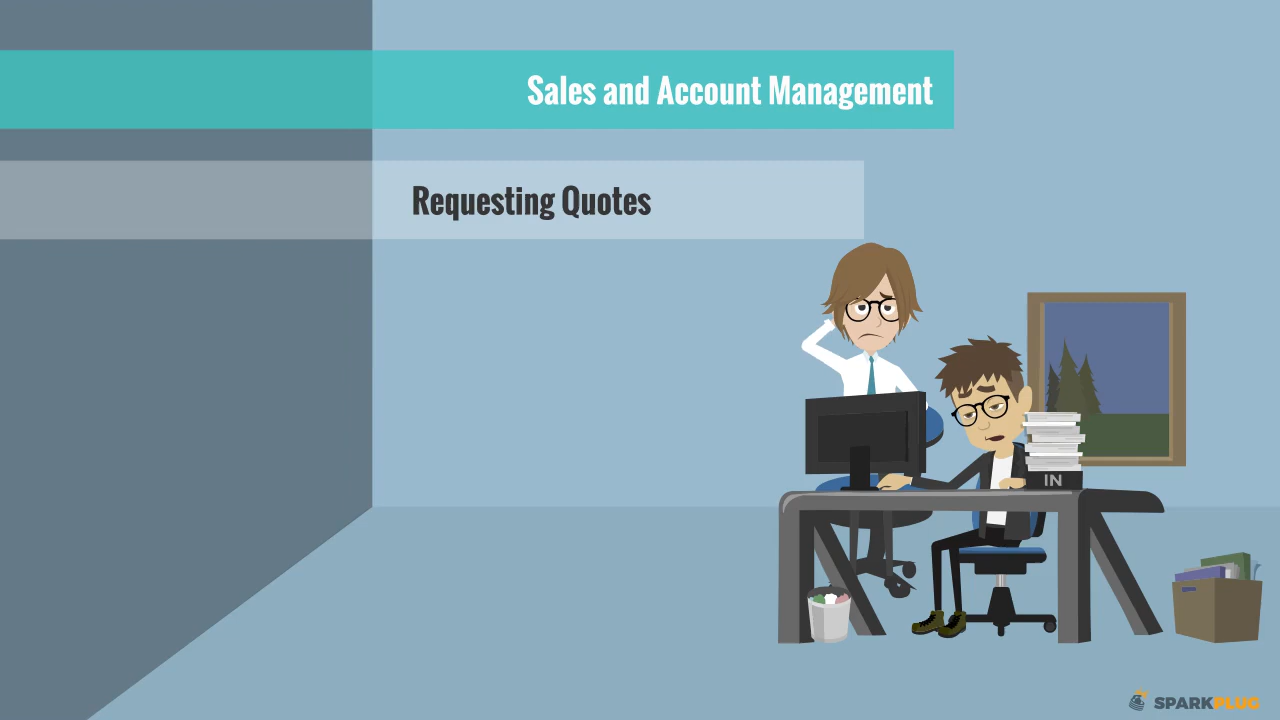 Sales and Account Management
Requesting Quotes
IN
SPARKPLUG